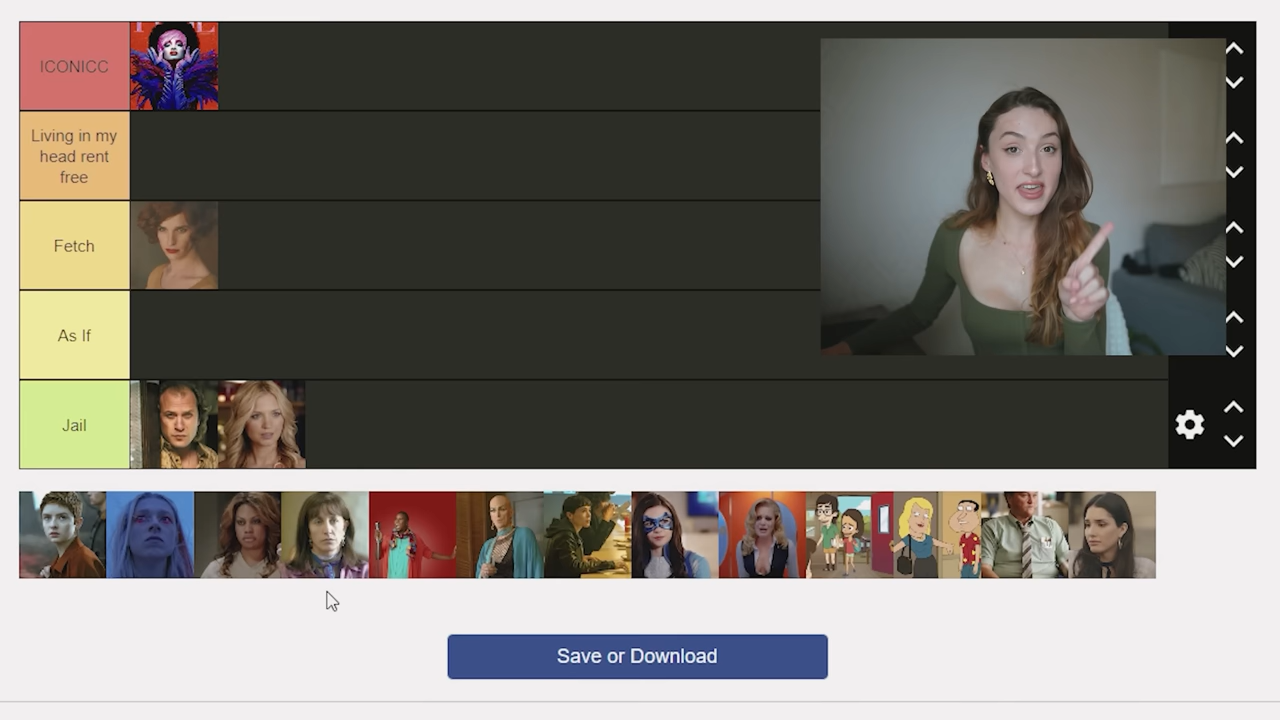 ICONICC
Living in my
head rent
free
Fetch
As If
Jail
Save or Download